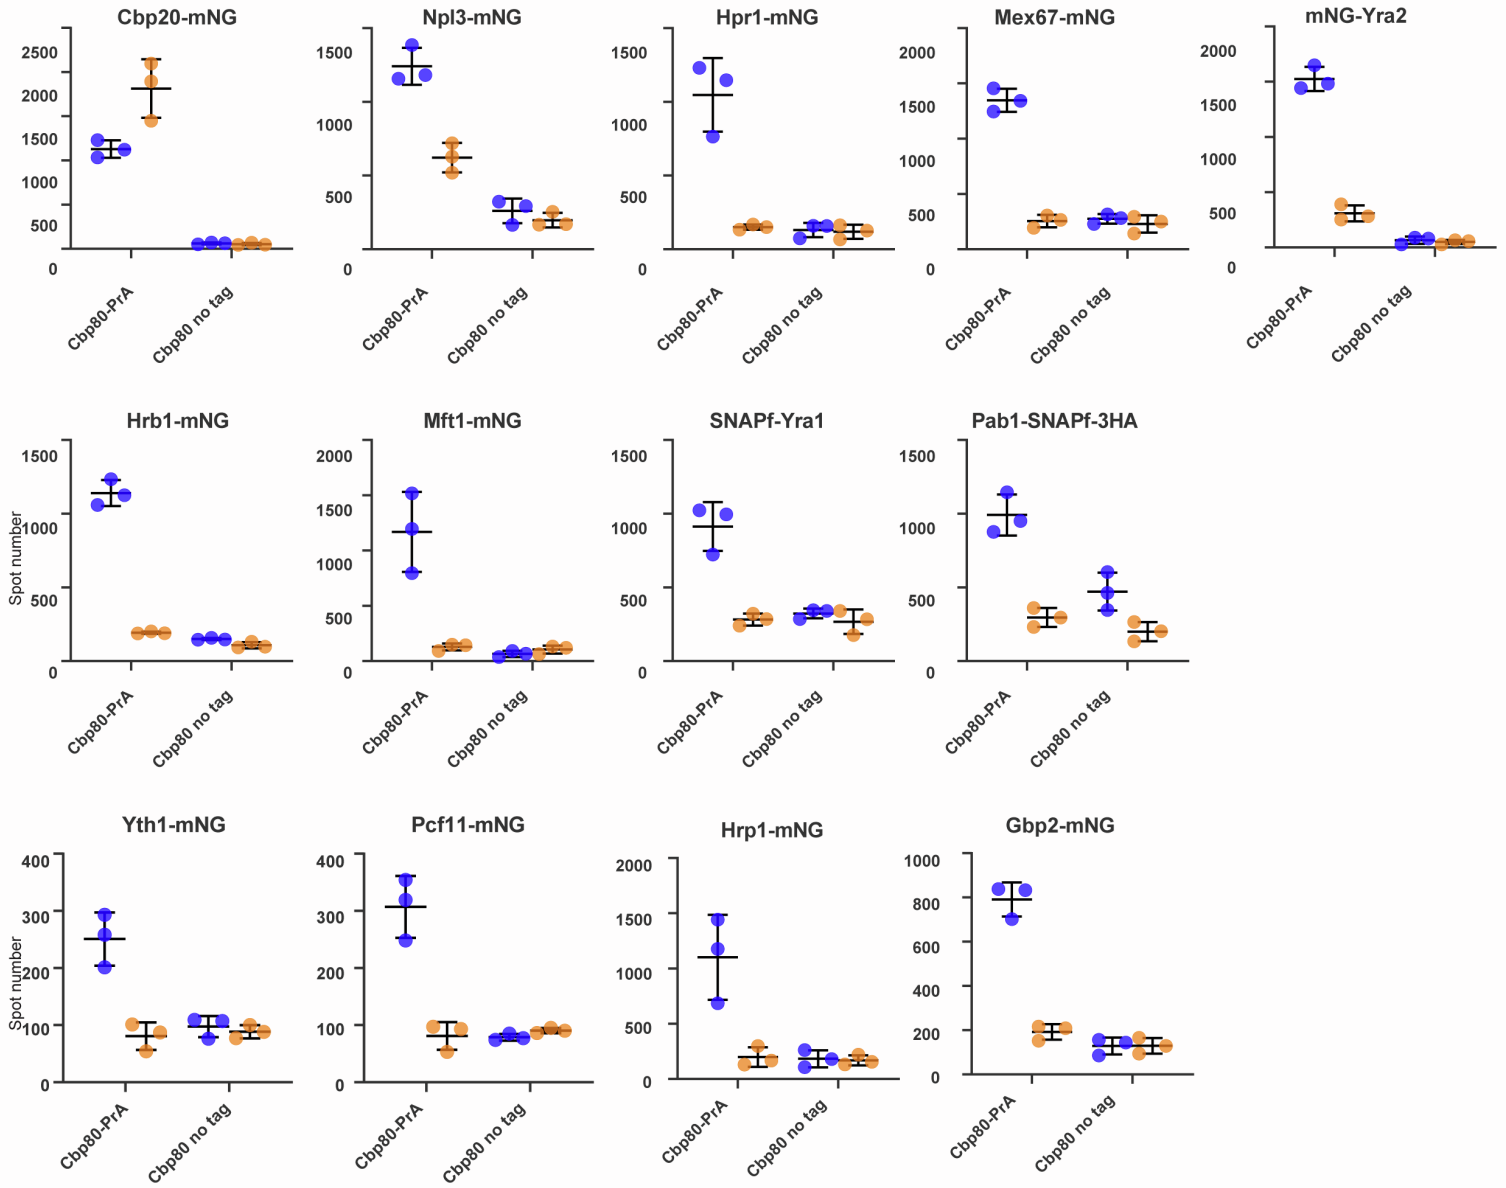 Cbp20-mNG
2500
2000
1500
1000
500
0
Cbp80-PrA
Cbp80 no tag
Npl3-mNG
1500
1000
500
0
Cbp80-PrA
Cbp80 no tag
Hpr1-mNG
1500
1000
500
0
Cbp80-PrA
Cbp80 no tag
Mex67-mNG
2000
1500
1000
500
0
Cbp80-PrA
Cbp80 no tag
mNG-Yra2
2000
1500
1000
500
0
Cbp80-PrA
Cbp80 no tag
Hrb1-mNG
Spot number
1500
1000
500
0
Cbp80-PrA
Cbp80 no tag
Mft1-mNG
2000
1500
1000
500
0
Cbp80-PrA
Cbp80 no tag
SNAPf-Yra1
1500
1000
500
0
Cbp80-PrA
Cbp80 no tag
Pab1-SNAPf-3HA
1500
1000
500
0
Cbp80-PrA
Cbp80 no tag
Yth1-mNG
Spot number
400
300
200
100
0
Cbp80-PrA
Cbp80 no tag
Pcf11-mNG
400
300
200
100
0
Cbp80-PrA
Cbp80 no tag
Hrp1-mNG
2000
1500
1000
500
0
Cbp80-PrA
Cbp80 no tag
Gbp2-mNG
1000
800
600
400
200
0
Cbp80-PrA
Cbp80 no tag